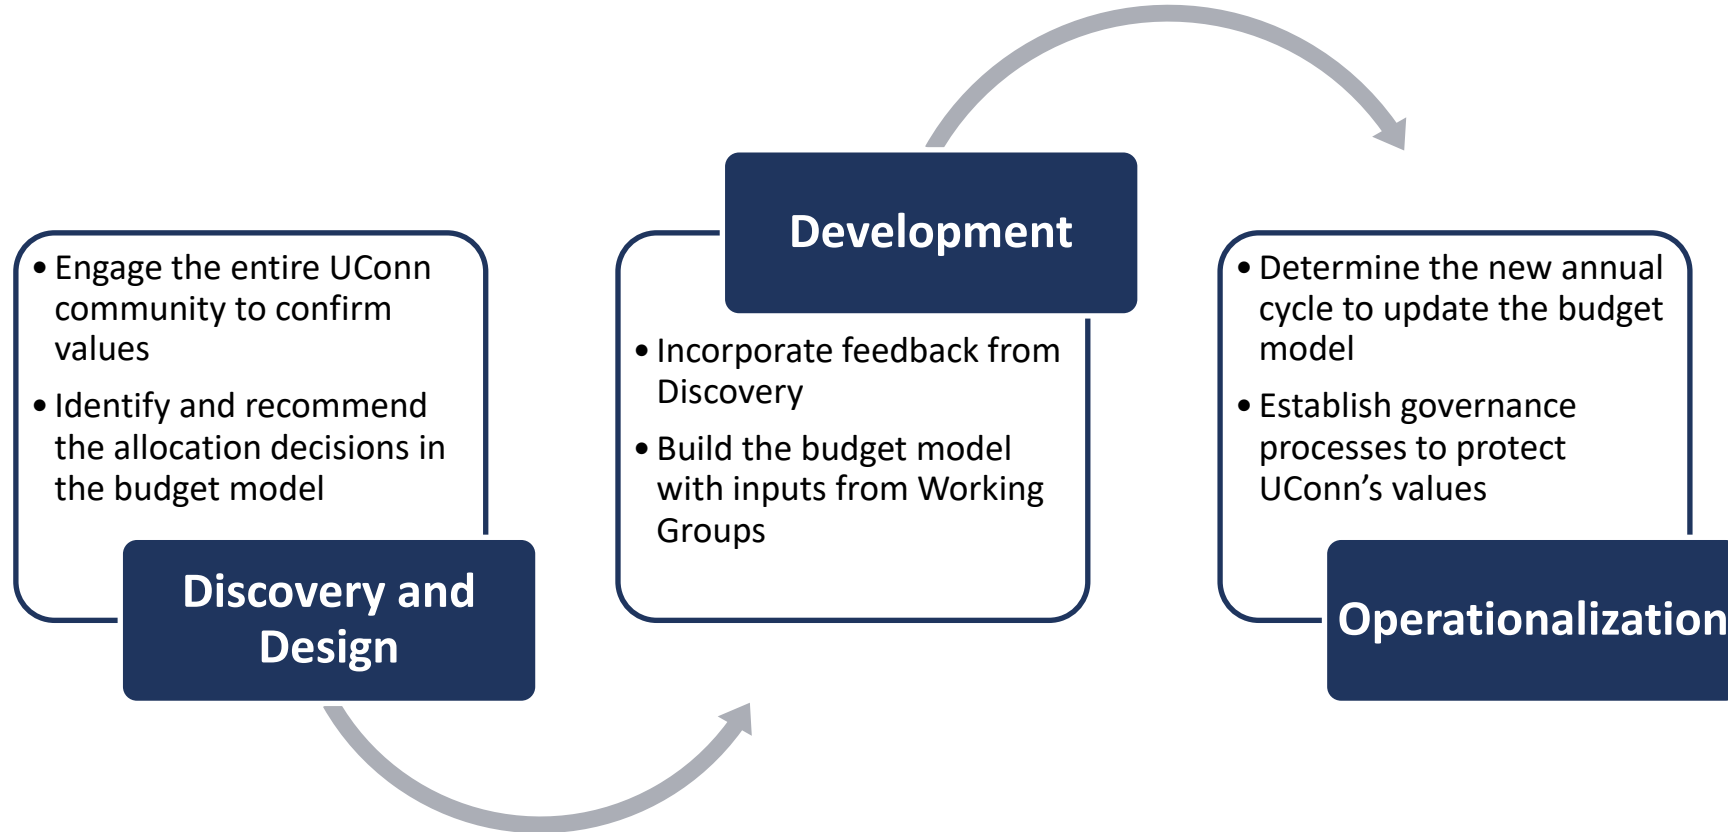 • Engage the entire UConn
community to confirm
values
• Identify and recommend
the allocation decisions in
the budget model
Discovery and
Design
Development
• Incorporate feedback from
Discovery
• Build the budget model
with inputs from Working
Groups
• Determine the new annual
cycle to update the budget
model
• Establish governance
processes to protect
UConn’s values
Operationalization